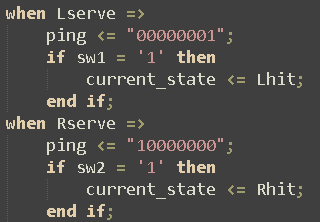 when Lserve =>
ping <= "00000001";
if sw1 = '1' then
current_state <= Lhit;
end if;
when Rserve =>
ping <= "10000000";
if sw2 = '1' then
current_state <= Rhit;
end if;